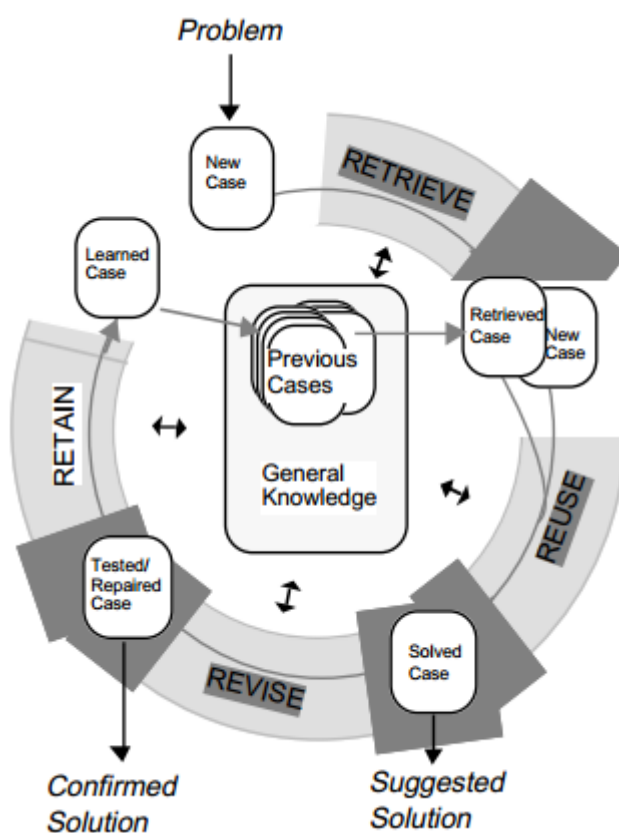 Problem
New
Case
RETRIEVE
Learned
Case
Retrieved
Case
New
Case
Previous
Cases
RETAIN
General
Knowledge
REUSE
Tested/
Repaired
Case
Solved
Case
REVISE
Confirmed
Solution
Suggested
Solution